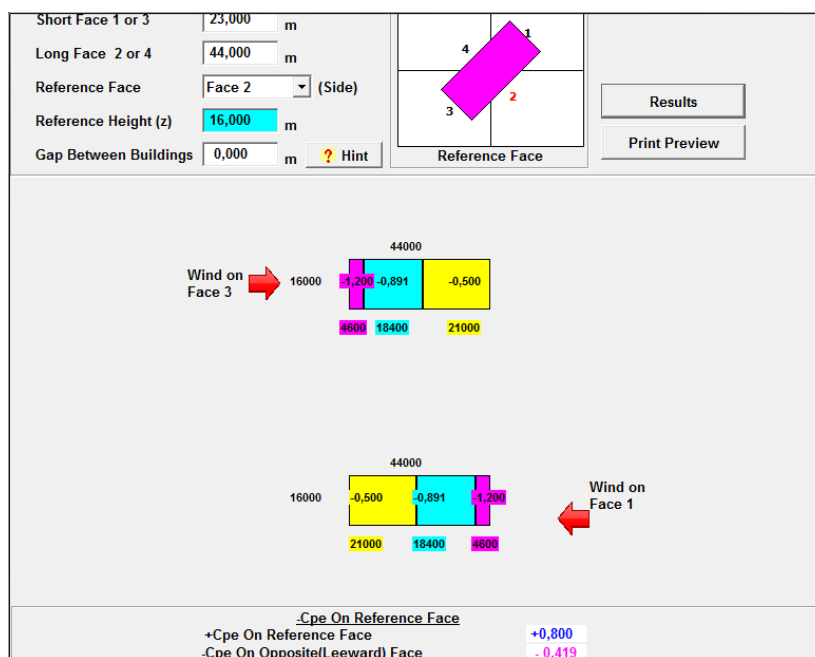 Short Face 1 or 3 23,000 m
Long Face 2 or 4 44,000 m
Reference Face Face 2 (Side)
Reference Height (z) 16,000 m
Gap Between Buildings 0,000 m ? Hint
1
4
2
3
Reference Face
Results
Print Preview
44000
Wind on
Face 3
16000 -1,200 -0,891 -0,500
4600 18400 21000
44000
16000 -0,500 -0,891 -1,200
Wind on
Face 1
21000 18400 4600
-Cpe On Reference Face
+Cpe On Reference Face +0,800
-Cpe On Opposite(Leeward) Face - 0,419